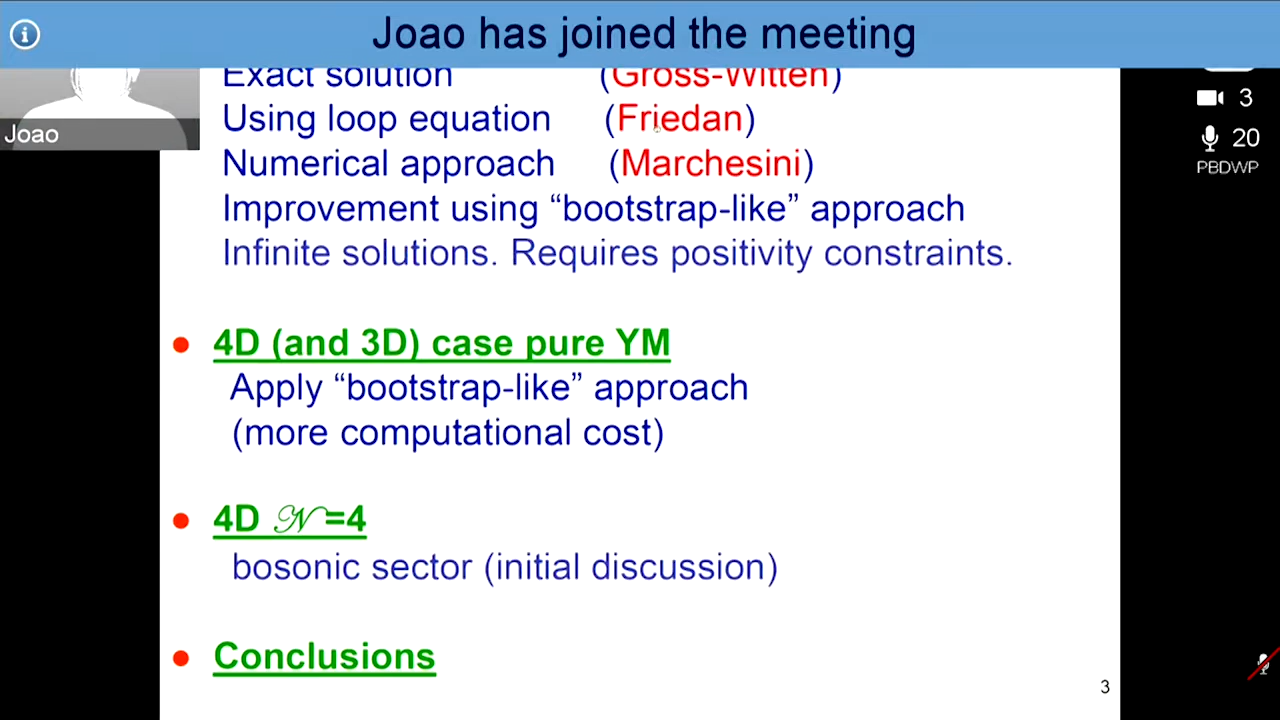 Joao has joined the meeting
Joao
Exact solution (Gross-Witten)
Using loop equation (Friedan)
Numerical approach (Marchesini)
Improvement using “bootstrap-like” approach
Infinite solutions. Requires positivity constraints.
• 4D (and 3D) case pure YM
Apply “bootstrap-like” approach
(more computational cost)
• 4D 𝒩=4
bosonic sector (initial discussion)
• Conclusions
3
3
20
PBDWP